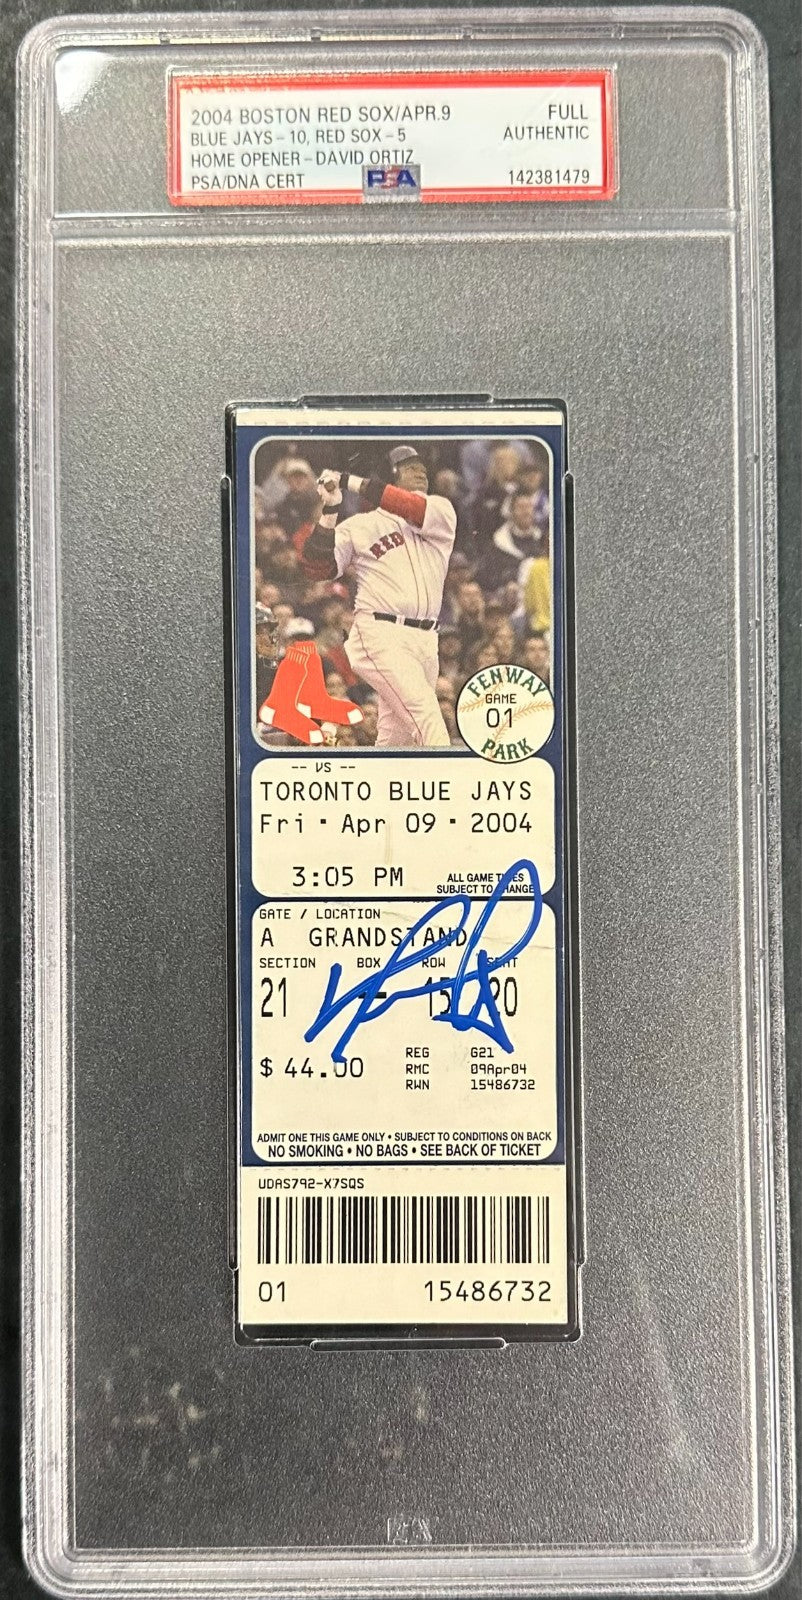 2004 BOSTON RED SOX/APR.9 FULL
BLUE JAYS - 10, RED SOX - 5 AUTHENTIC
HOME OPENER - DAVID ORTIZ
PSA/DNA CERT PSA 142381479
RED
FENWAY
GAME
01
PARK
-- VS --
TORONTO BLUE JAYS
Fri · Apr 09 · 2004
3:05 PM ALL GAME TIMES
SUBJECT TO CHANGE
GATE / LOCATION
A GRANDSTAND
SECTION BOX ROW SEAT
21 -- 15 20
$ 44.00 REG G21
RMC 09Apr04
RWN 15486732
ADMIT ONE THIS GAME ONLY • SUBJECT TO CONDITIONS ON BACK
NO SMOKING • NO BAGS • SEE BACK OF TICKET
UDAS792-X7SQS
01 15486732